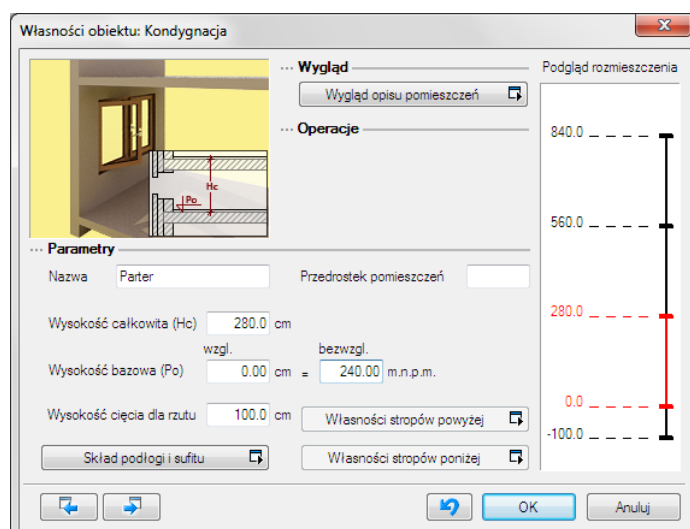 Własności obiektu: Kondygnacja
Wygląd
Wygląd opisu pomieszczeń
Operacje
Hc
Po
Parametry
Nazwa Parter Przedrostek pomieszczeń
Wysokość całkowita (Hc) 280.0 cm
wzgl. bezwzgl.
Wysokość bazowa (Po) 0.00 cm = 240.00 m.n.p.m.
Wysokość cięcia dla rzutu 100.0 cm Własności stropów powyżej
Skład podłogi i sufitu Własności stropów poniżej
Podgląd rozmieszczenia
840.0
560.0
280.0
0.0
-100.0
OK Anuluj